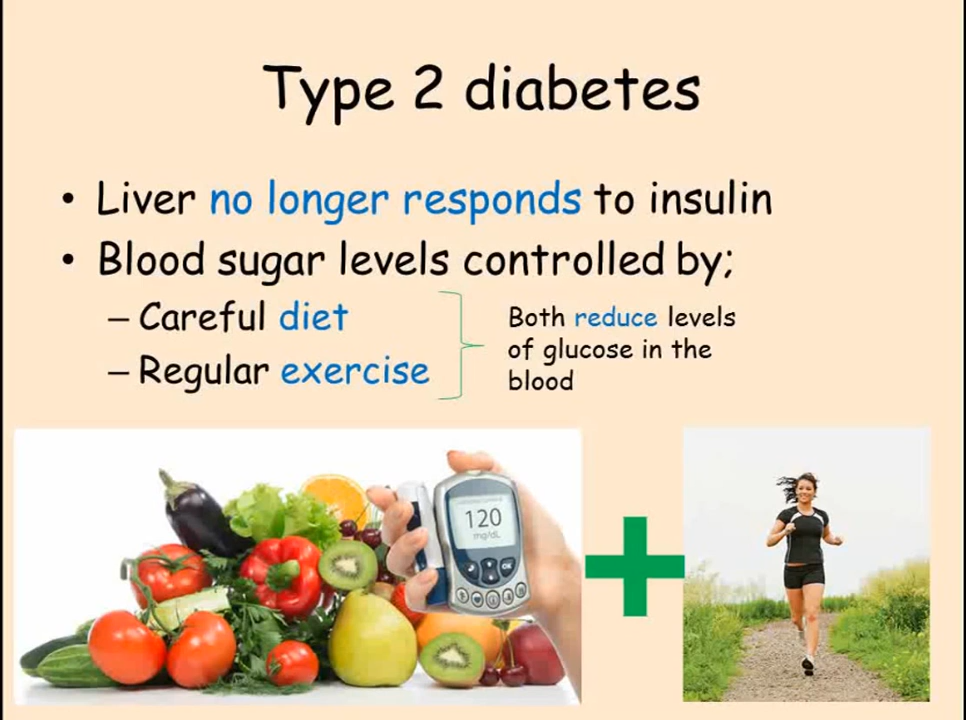 Type 2 diabetes
• Liver no longer responds to insulin
• Blood sugar levels controlled by;
– Careful diet
– Regular exercise
Both reduce levels
of glucose in the
blood
120
mg/dL
OK